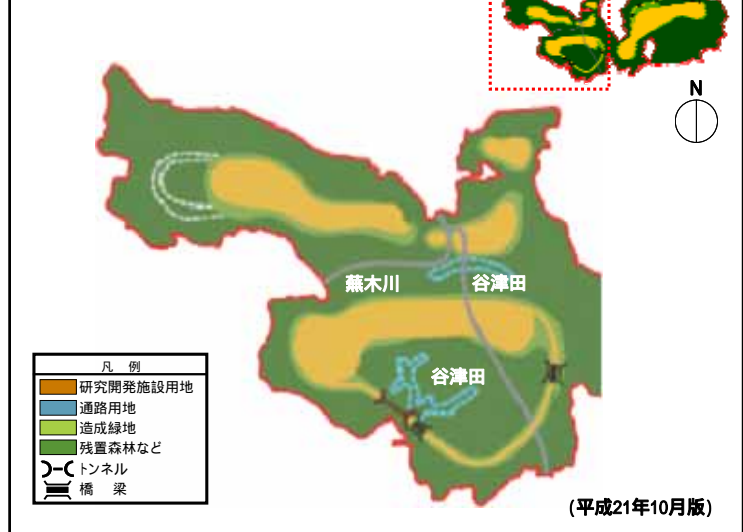 N
蕪木川
谷津田
谷津田
凡 例
研究開発施設用地
通路用地
造成緑地
残置森林など
トンネル
橋 梁
(平成21年10月版)